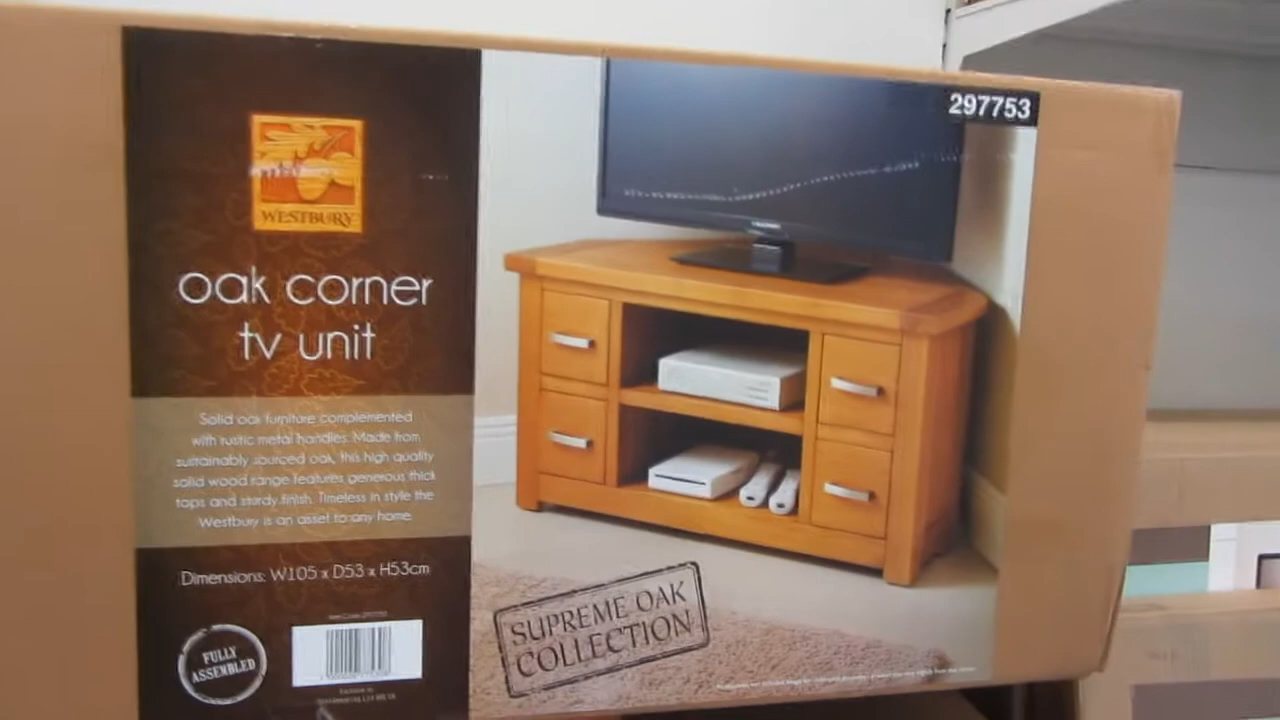 297753
WESTBURY
oak corner
tv unit
Solid oak furniture complemented
with rustic metal handles. Made from
sustainably sourced oak, this high quality
solid wood range features generous thick
tops and sturdy finish. Timeless in style the
Westbury is an asset to any home.
Dimensions: W105 x D53 x H53cm
FULLY
ASSEMBLED
SUPREME OAK
COLLECTION